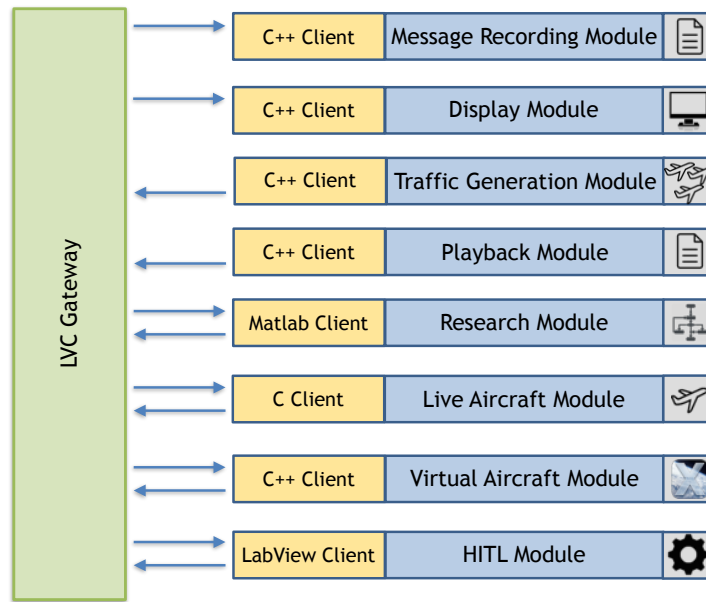 LVC Gateway
C++ Client Message Recording Module
C++ Client Display Module
C++ Client Traffic Generation Module
C++ Client Playback Module
Matlab Client Research Module
C Client Live Aircraft Module
C++ Client Virtual Aircraft Module
LabView Client HITL Module